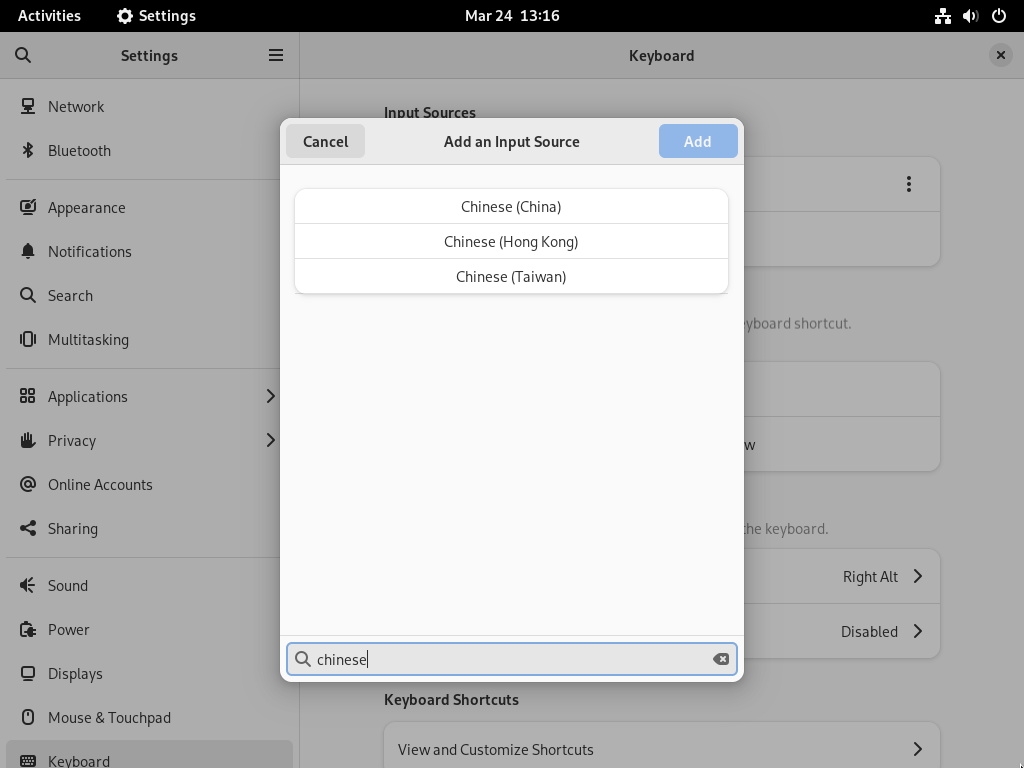 Activities
Settings
Mar 24 13:16
Settings
Keyboard
Network
Bluetooth
Appearance
Notifications
Search
Multitasking
Applications
Privacy
Online Accounts
Sharing
Sound
Power
Displays
Mouse & Touchpad
Keyboard
Input Sources
Cancel
Add an Input Source
Add
Chinese (China)
Chinese (Hong Kong)
Chinese (Taiwan)
chinese
shortcut.
the keyboard.
Right Alt
Disabled
Keyboard Shortcuts
View and Customize Shortcuts